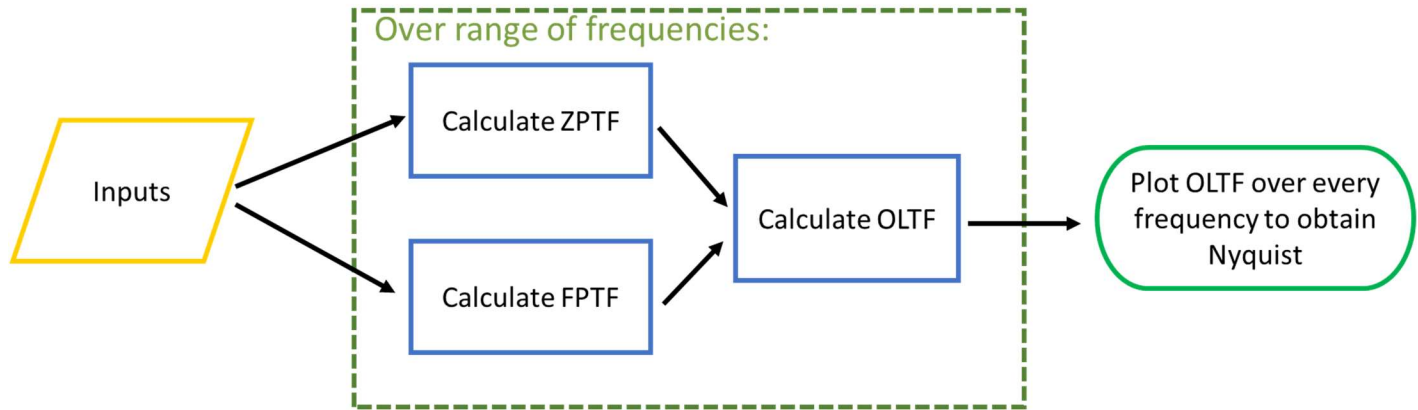 Over range of frequencies:
Calculate ZPTF
Inputs
Calculate FPTF
Calculate OLTF
Plot OLTF over every
frequency to obtain
Nyquist